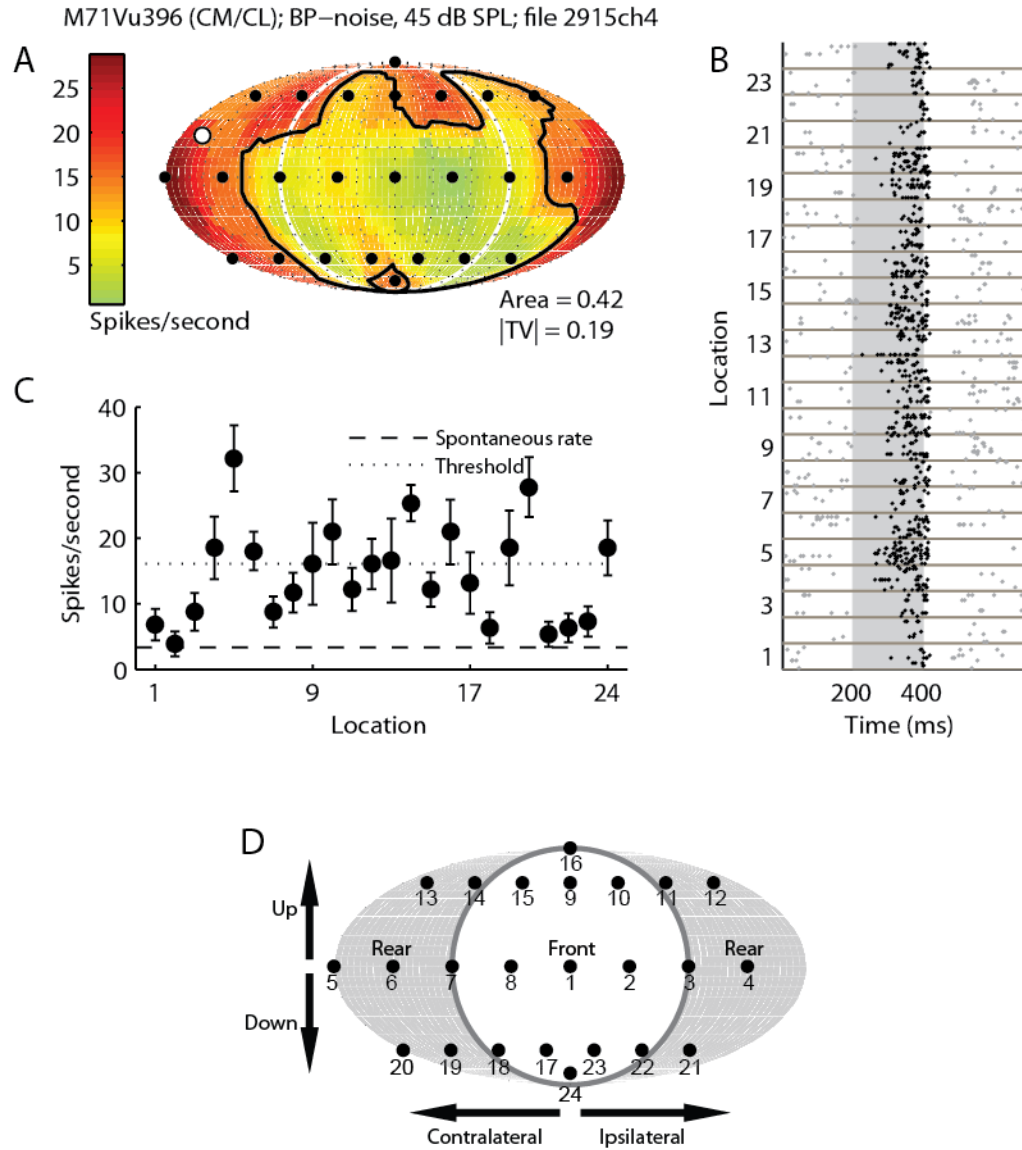 M71Vu396 (CM/CL); BP−noise, 45 dB SPL; file 2915ch4
A
25
20
15
10
5
Spikes/second
Area = 0.42
|TV| = 0.19
B
23
21
19
17
15
13
11
9
7
5
3
1
Location
200 400
Time (ms)
C
40
30
20
10
0
Spikes/second
Spontaneous rate
Threshold
1 9 17 24
Location
D
Up
Down
16
13 14 15 9 10 11 12
Rear Front Rear
5 6 7 8 1 2 3 4
20 19 18 17 23 22 21
24
Contralateral Ipsilateral